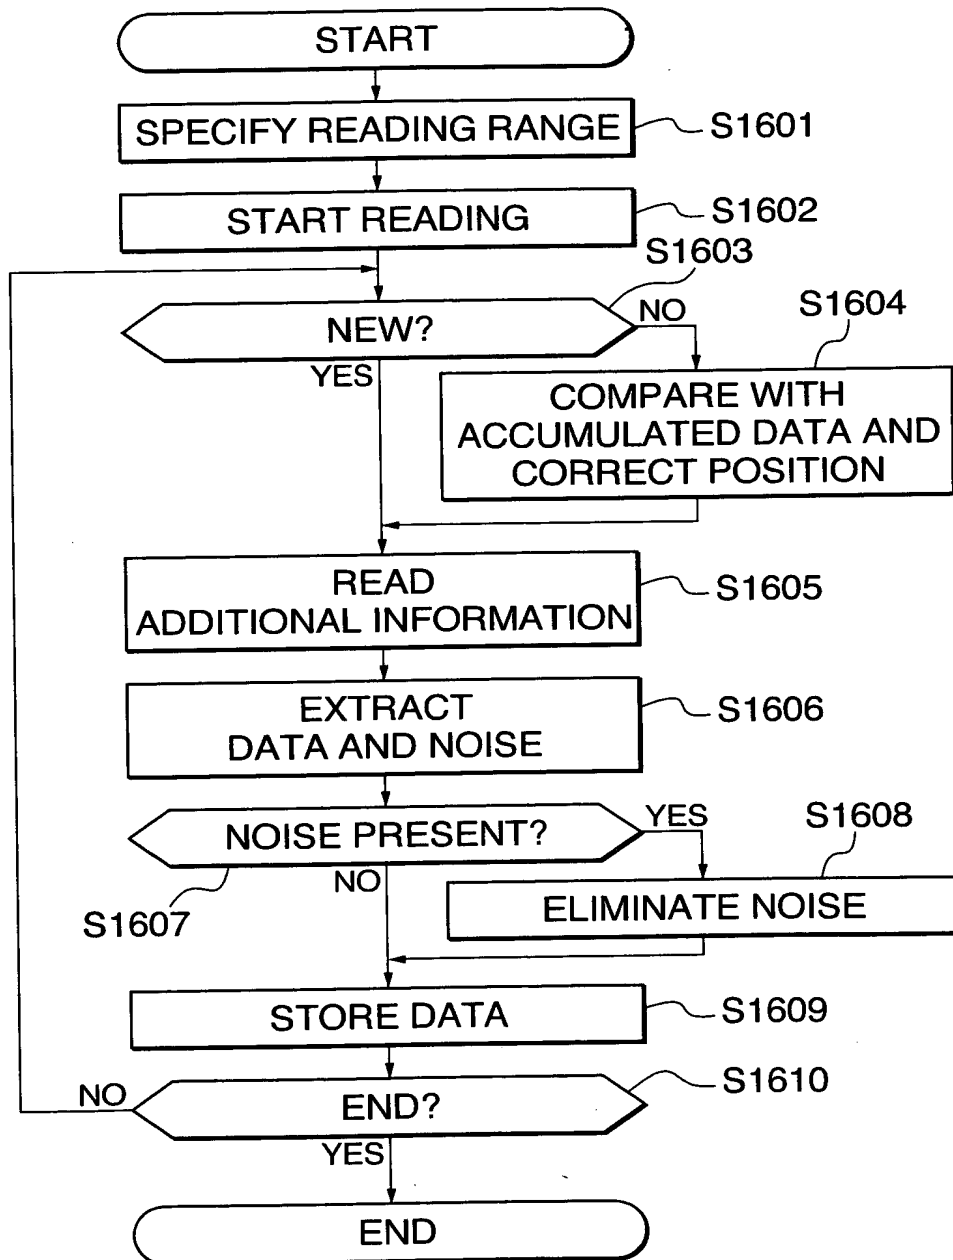 START
SPECIFY READING RANGE
S1601
START READING
S1602
S1603
NEW?
NO
S1604
YES
COMPARE WITH
ACCUMULATED DATA AND
CORRECT POSITION
READ
ADDITIONAL INFORMATION
S1605
EXTRACT
DATA AND NOISE
S1606
NOISE PRESENT?
YES
S1608
NO
S1607
ELIMINATE NOISE
STORE DATA
S1609
NO
END?
S1610
YES
END